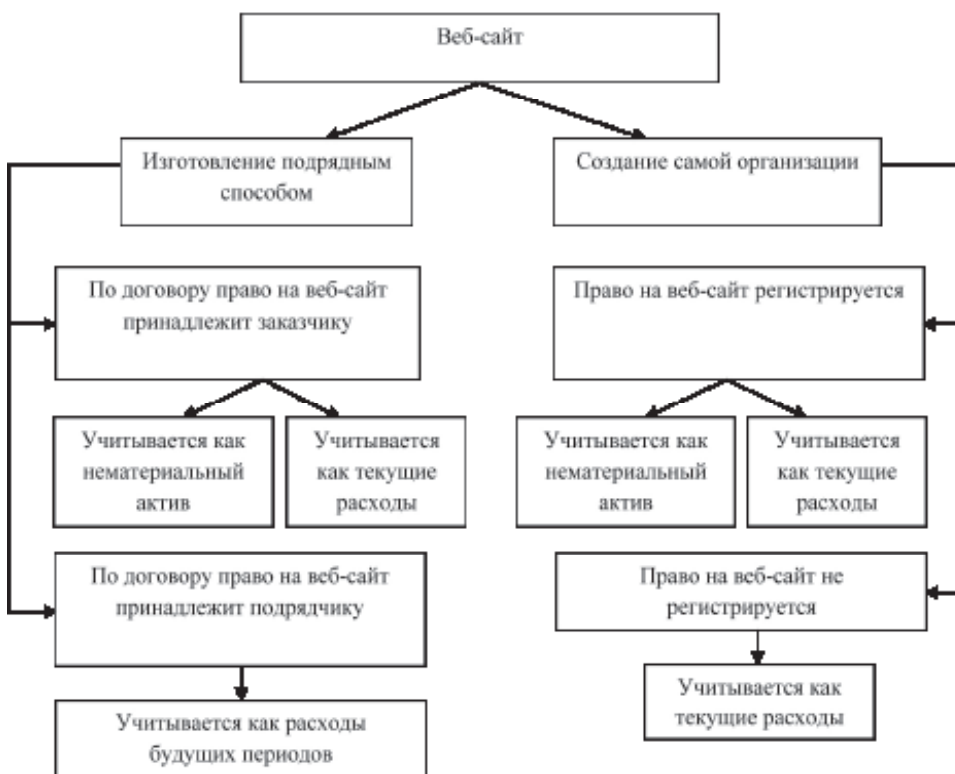 Веб-сайт
Изготовление подрядным
способом
Создание самой организации
По договору право на веб-сайт
принадлежит заказчику
Право на веб-сайт регистрируется
Учитывается как
нематериальный
актив
Учитывается
как текущие
расходы
Учитывается как
нематериальный
актив
Учитывается
как текущие
расходы
По договору право на веб-сайт
принадлежит подрядчику
Право на веб-сайт не
регистрируется
Учитывается как расходы
будущих периодов
Учитывается как
текущие расходы